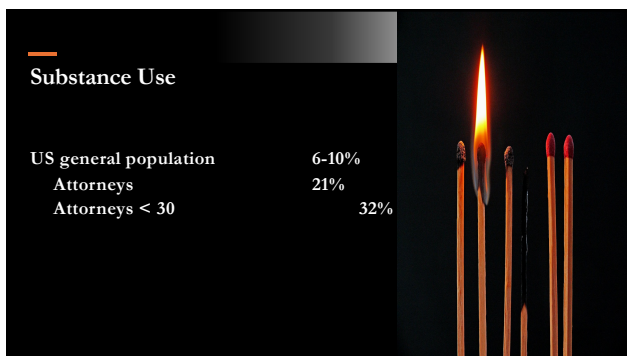 Substance Use
US general population 6-10%
Attorneys 21%
Attorneys < 30 32%